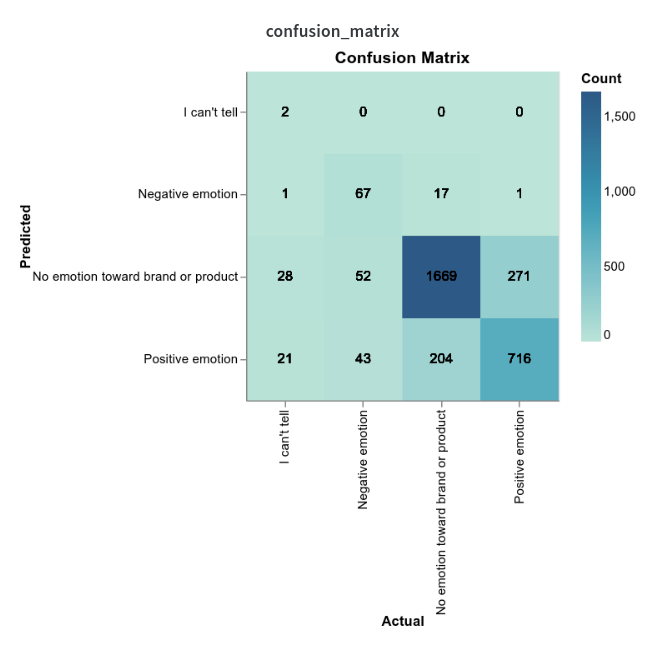 confusion_matrix
Confusion Matrix
Count
1,500
1,000
500
0
Predicted
I can't tell
2 0 0 0
Negative emotion
1 67 17 1
No emotion toward brand or product
28 52 1669 271
Positive emotion
21 43 204 716
I can't tell
Negative emotion
No emotion toward brand or product
Positive emotion
Actual